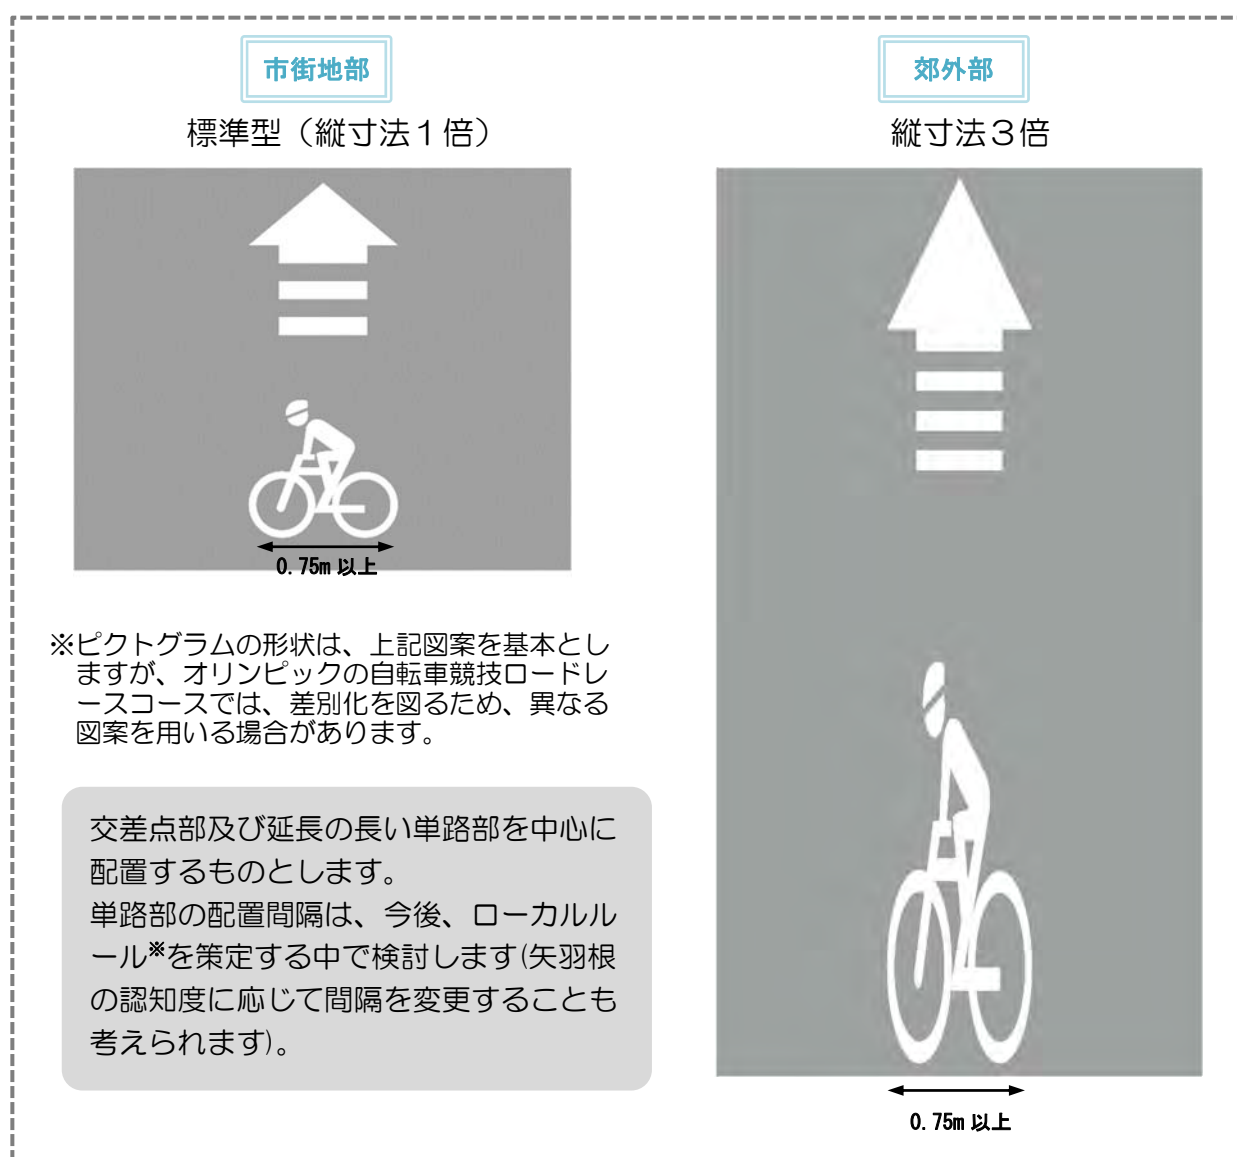 市街地部
標準型（縦寸法１倍）
0.75m 以上
※ピクトグラムの形状は、上記図案を基本とし
ますが、オリンピックの自転車競技ロードレ
ースコースでは、差別化を図るため、異なる
図案を用いる場合があります。
交差点部及び延長の長い単路部を中心に
配置するものとします。
単路部の配置間隔は、今後、ローカルル
ール※を策定する中で検討します(矢羽根
の認知度に応じて間隔を変更することも
考えられます)。
郊外部
縦寸法３倍
0.75m 以上